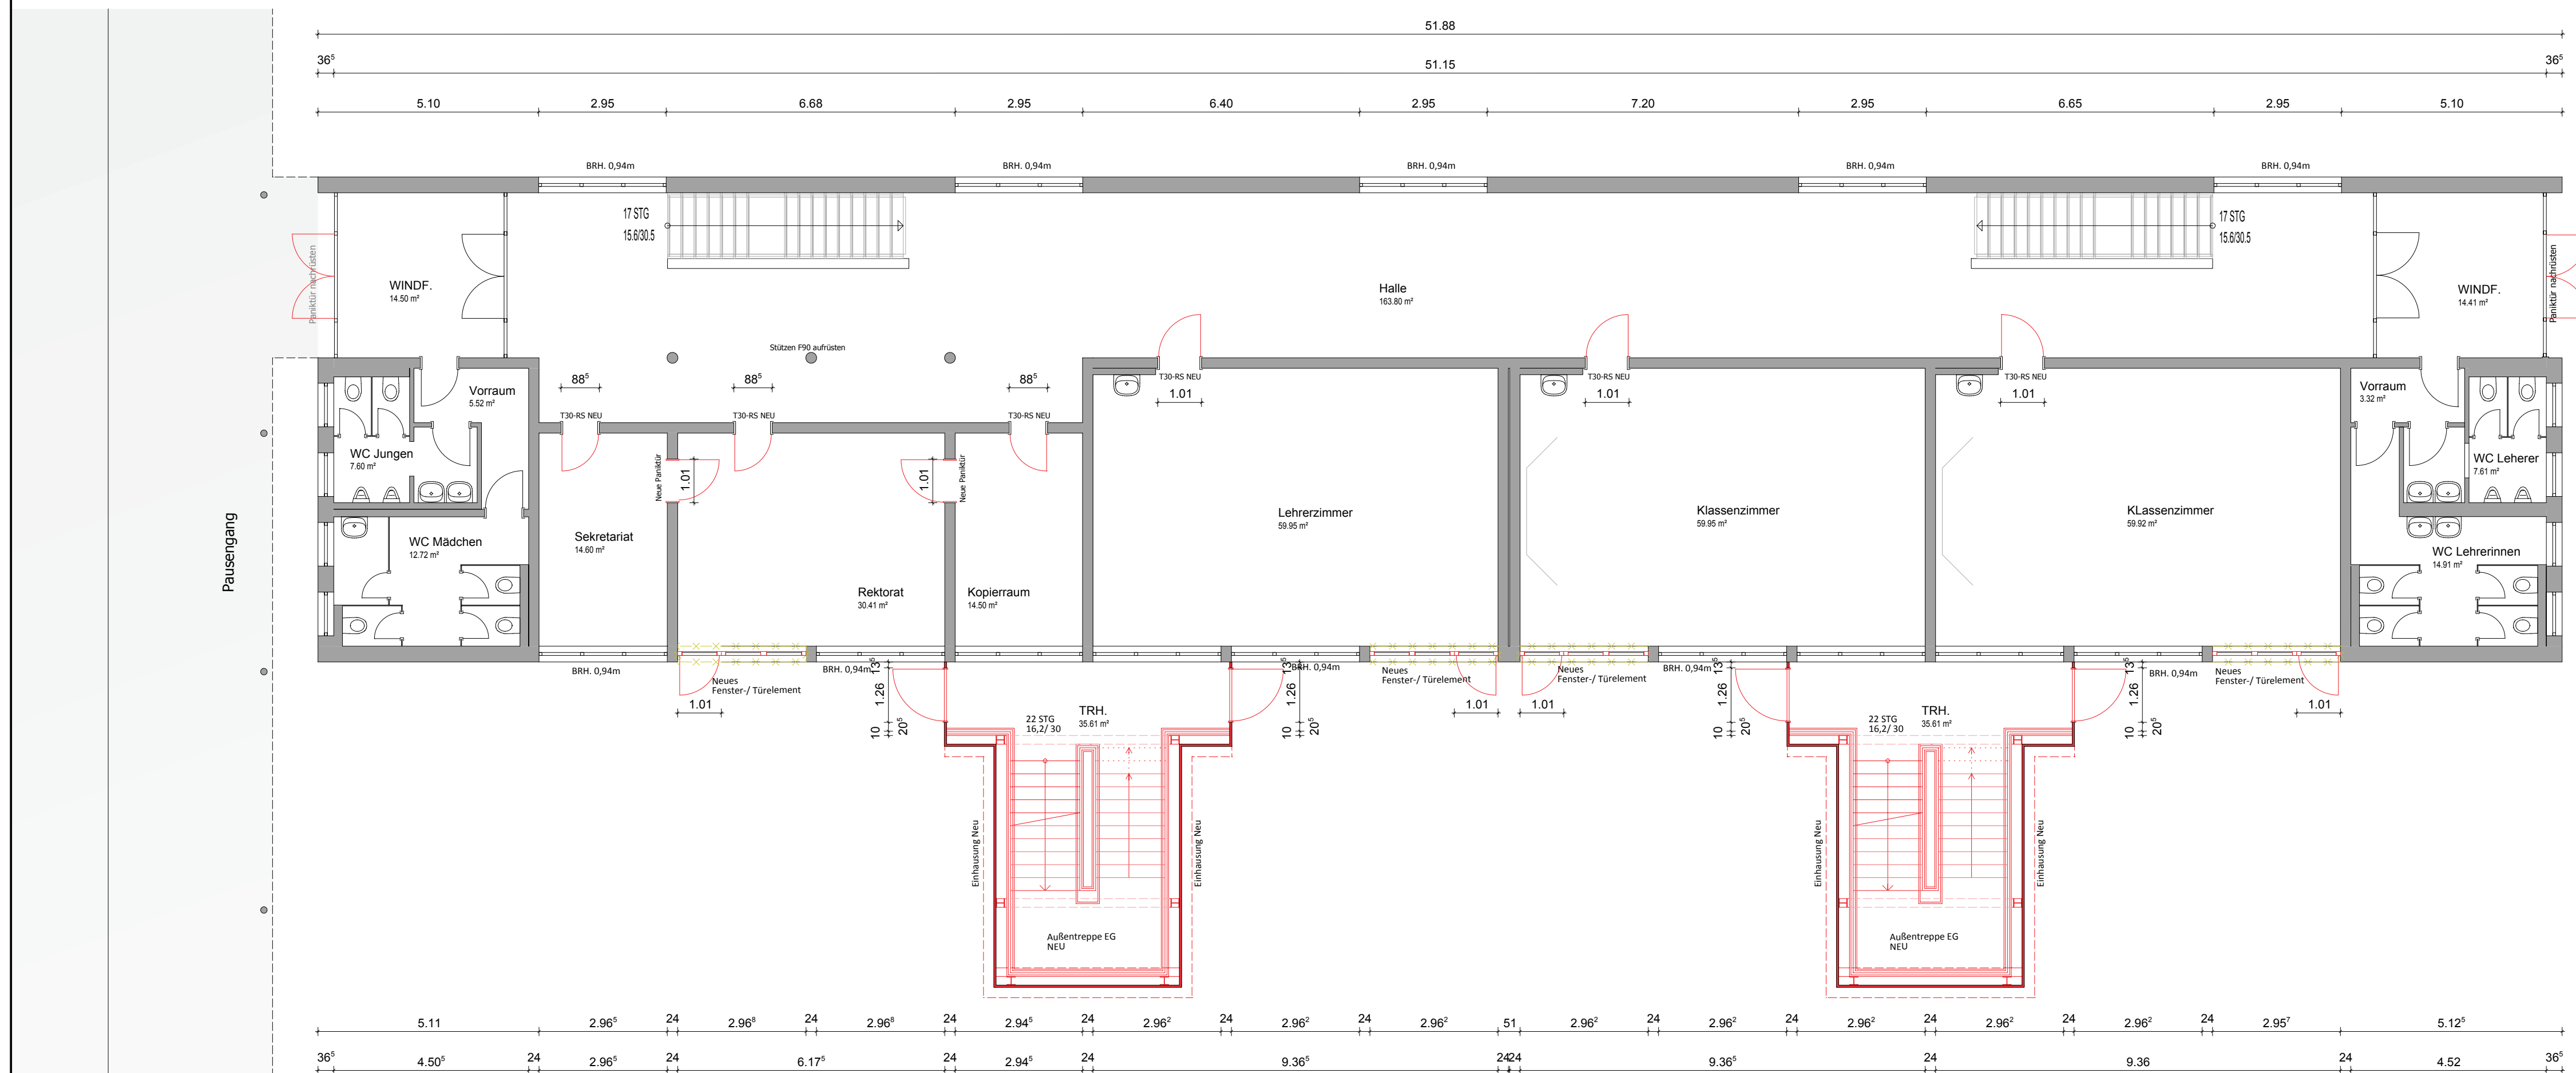 51.88
36⁵ 51.15 36⁵
5.10 2.95 6.68 2.95 6.40 2.95 7.20 2.95 6.65 2.95 5.10
BRH. 0,94m BRH. 0,94m BRH. 0,94m BRH. 0,94m BRH. 0,94m
17 STG
15.6/30.5
17 STG
15.6/30.5
Paniktür nachrüsten
WINDF.
14.50 m²
Halle
163.80 m²
WINDF.
14.41 m²
Paniktür nachrüsten
Stützen F90 aufrüsten
88⁵ 88⁵ 88⁵
T30-RS NEU T30-RS NEU T30-RS NEU
T30-RS NEU
1.01
T30-RS NEU
1.01
T30-RS NEU
1.01
Vorraum
5.52 m²
WC Jungen
7.60 m²
WC Mädchen
12.72 m²
Pausengang
Sekretariat
14.60 m²
Neue Paniktür
1.01
Rektorat
30.41 m²
1.01
Neue Paniktür
Kopierraum
14.50 m²
Lehrerzimmer
59.95 m²
Klassenzimmer
59.95 m²
KLassenzimmer
59.92 m²
Vorraum
3.32 m²
WC Leherer
7.61 m²
WC Lehrerinnen
14.91 m²
BRH. 0,94m
Neues
Fenster-/ Türelement
1.01
BRH. 0,94m
13⁵
1.26
10 20⁵
22 STG
16,2/ 30
TRH.
35.61 m²
BRH. 0,94m
13⁵
1.26
10 20⁵
Neues
Fenster-/ Türelement
1.01
Neues
Fenster-/ Türelement
1.01
BRH. 0,94m
13⁵
1.26
10 20⁵
22 STG
16,2/ 30
TRH.
35.61 m²
13⁵
1.26
10 20⁵
BRH. 0,94m
Neues
Fenster-/ Türelement
1.01
Einhausung Neu
Einhausung Neu
Einhausung Neu
Einhausung Neu
Außentreppe EG
NEU
Außentreppe EG
NEU
5.11 2.96⁵ 24 2.96⁸ 24 2.96⁸ 24 2.94⁵ 24 2.96² 24 2.96² 24 2.96² 51 2.96² 24 2.96² 24 2.96² 24 2.96² 24 2.96² 24 2.95⁷ 5.12⁵
36⁵ 4.50⁵ 24 2.96⁵ 24 6.17⁵ 24 2.94⁵ 24 9.36⁵ 24 24 9.36⁵ 24 9.36 24 4.52 36⁵